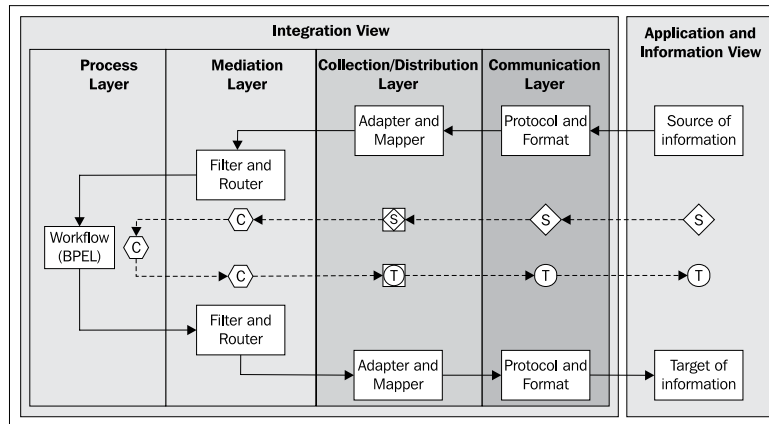 Integration View
Application and
Information View
Process
Layer
Mediation
Layer
Collection/Distribution
Layer
Communication
Layer
Adapter and
Mapper
Protocol and
Format
Source of
information
Filter and
Router
Workflow
(BPEL)
C
C
S
S
S
C
T
T
T
Filter and
Router
Adapter and
Mapper
Protocol and
Format
Target of
information